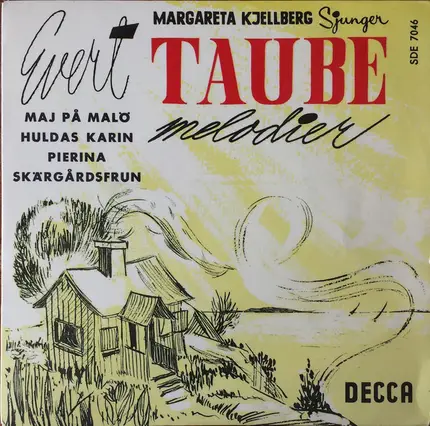 MARGARETA KJELLBERG Sjunger
Evert
TAUBE
melodier
MAJ PÅ MALÖ
HULDAS KARIN
PIERINA
SKÄRGÅRDSFRUN
SDE 7046
DECCA